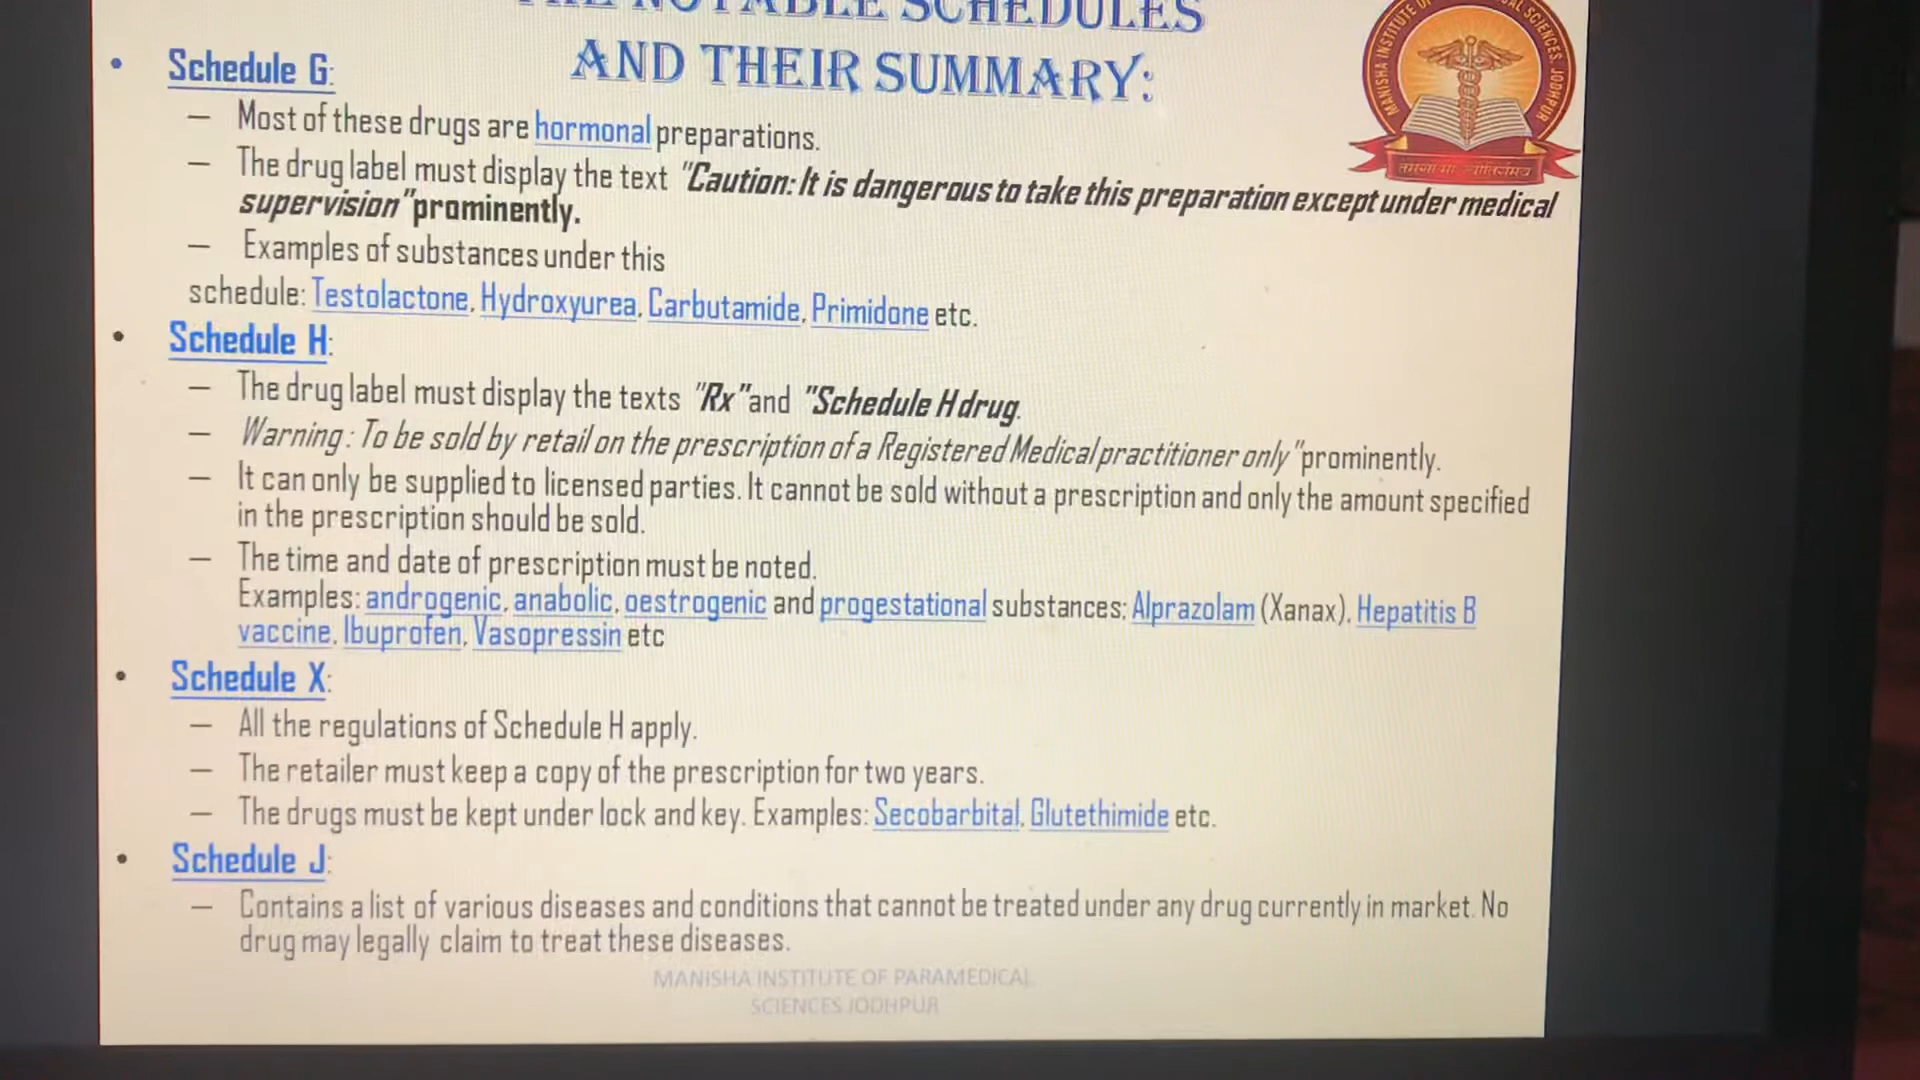 THE NOTABLE SCHEDULES
AND THEIR SUMMARY:
MANISHA INSTITUTE OF
SCIENCES, JODHPUR
• Schedule G:
– Most of these drugs are hormonal preparations.
– The drug label must display the text "Caution: It is dangerous to take this preparation except under medical
supervision" prominently.
– Examples of substances under this
schedule: Testolactone, Hydroxyurea, Carbutamide, Primidone etc.
• Schedule H:
– The drug label must display the texts "Rx" and "Schedule H drug.
– Warning: To be sold by retail on the prescription of a Registered Medical practitioner only" prominently.
– It can only be supplied to licensed parties. It cannot be sold without a prescription and only the amount specified
in the prescription should be sold.
– The time and date of prescription must be noted.
Examples: androgenic, anabolic, oestrogenic and progestational substances; Alprazolam (Xanax), Hepatitis B
vaccine, Ibuprofen, Vasopressin etc
• Schedule X:
– All the regulations of Schedule H apply.
– The retailer must keep a copy of the prescription for two years.
– The drugs must be kept under lock and key. Examples: Secobarbital, Glutethimide etc.
• Schedule J:
– Contains a list of various diseases and conditions that cannot be treated under any drug currently in market. No
drug may legally claim to treat these diseases.
MANISHA INSTITUTE OF PARAMEDICAL
SCIENCES JODHPUR